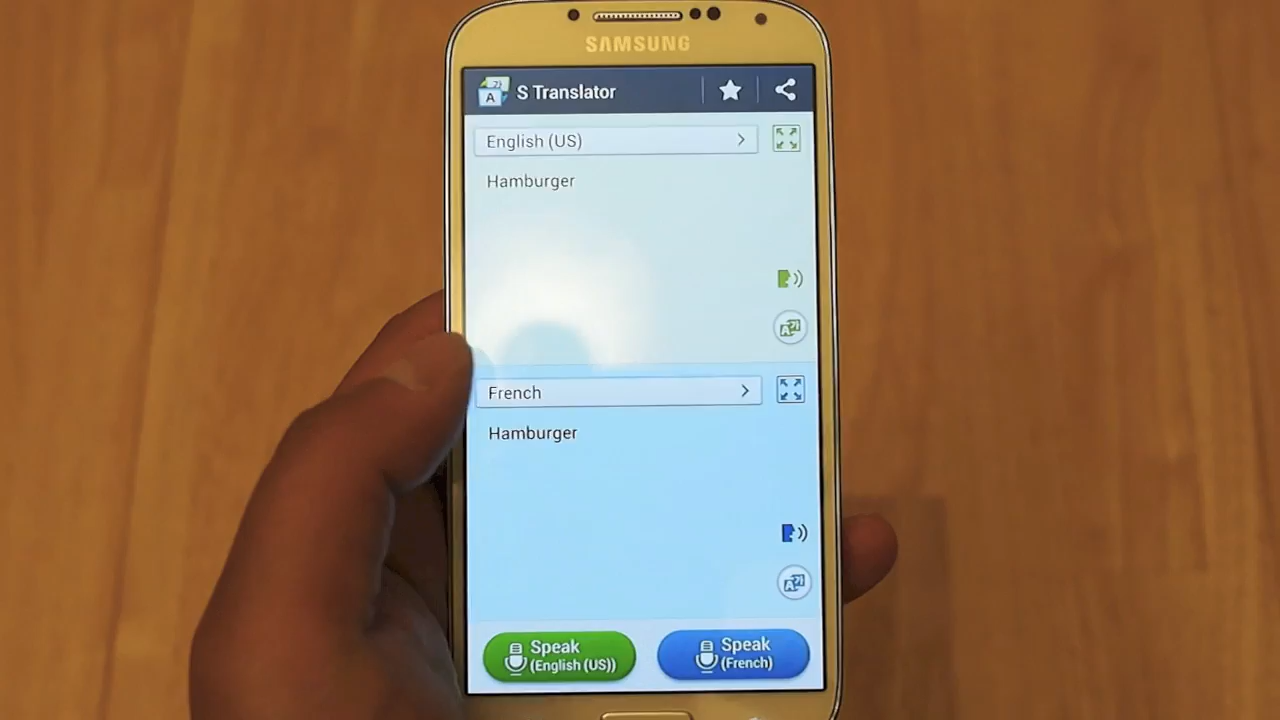 SAMSUNG
S Translator
English (US)
Hamburger
French
Hamburger
Speak
(English (US))
Speak
(French)